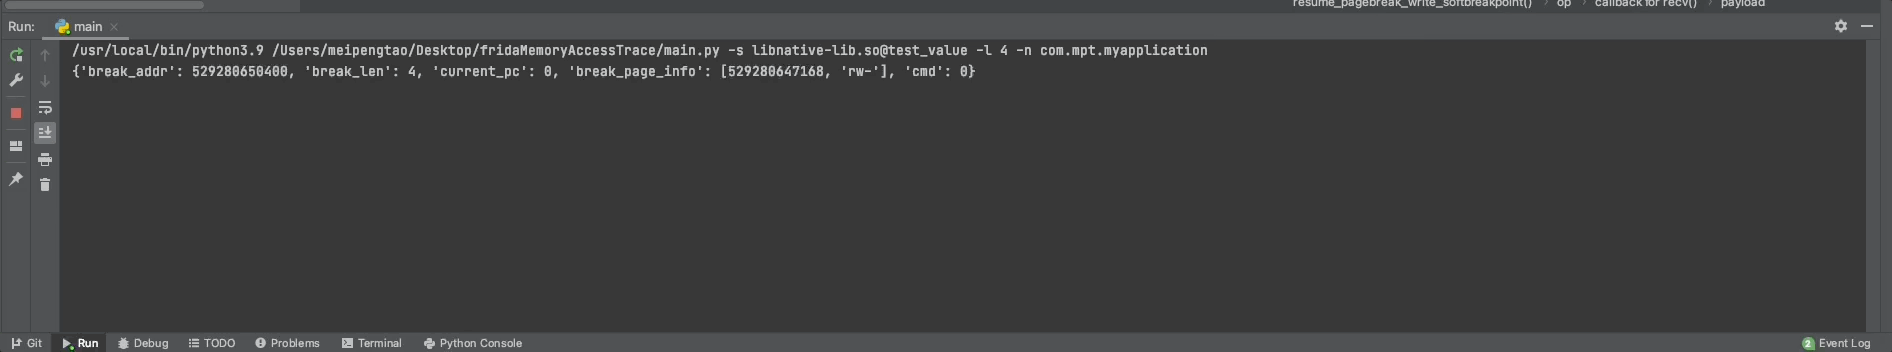 resume_pagebreak_write_softbreakpoint() › op › callback for recv() › payload
Run: main
/usr/local/bin/python3.9 /Users/meipengtao/Desktop/fridaMemoryAccessTrace/main.py -s libnative-lib.so@test_value -l 4 -n com.mpt.myapplication
{'break_addr': 529280650400, 'break_len': 4, 'current_pc': 0, 'break_page_info': [529280647168, 'rw-'], 'cmd': 0}
Git Run Debug TODO Problems Terminal Python Console 2 Event Log